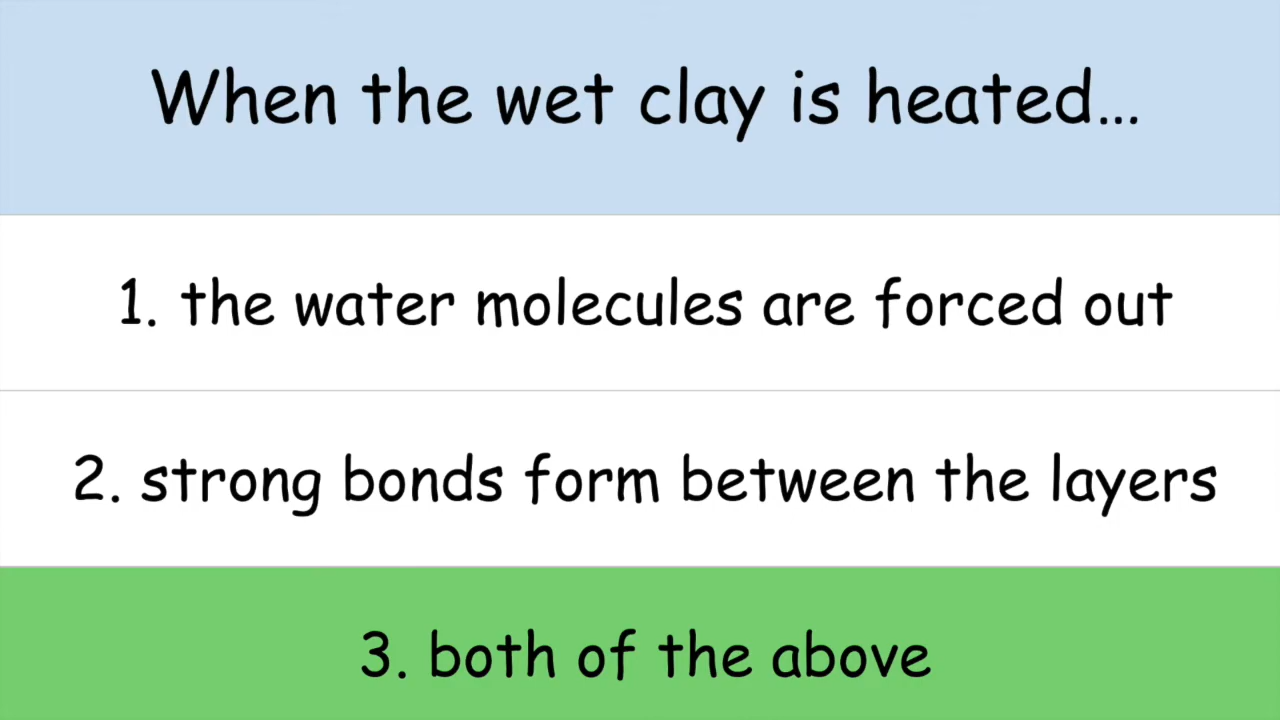 When the wet clay is heated...
1. the water molecules are forced out
2. strong bonds form between the layers
3. both of the above